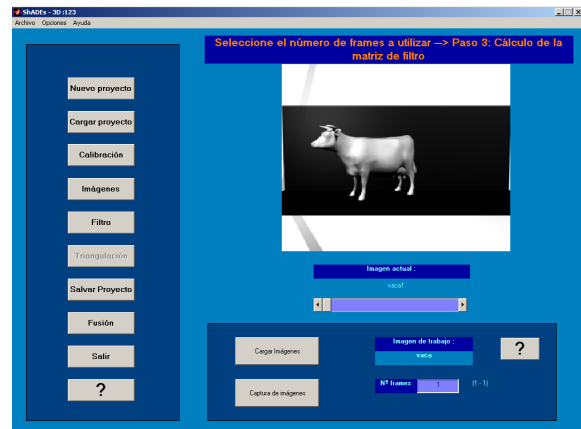 ShADEs - 3D :123
Archivo Opciones Ayuda
Seleccione el número de frames a utilizar --> Paso 3: Cálculo de la
matriz de filtro
Nuevo proyecto
Cargar proyecto
Calibración
Imágenes
Filtro
Triangulación
Salvar Proyecto
Fusión
Salir
?
Imagen actual :
vaca1
Cargar Imágenes
Captura de imágenes
Imagen de trabajo :
vaca
Nº frames 1 (1 - 1)
?